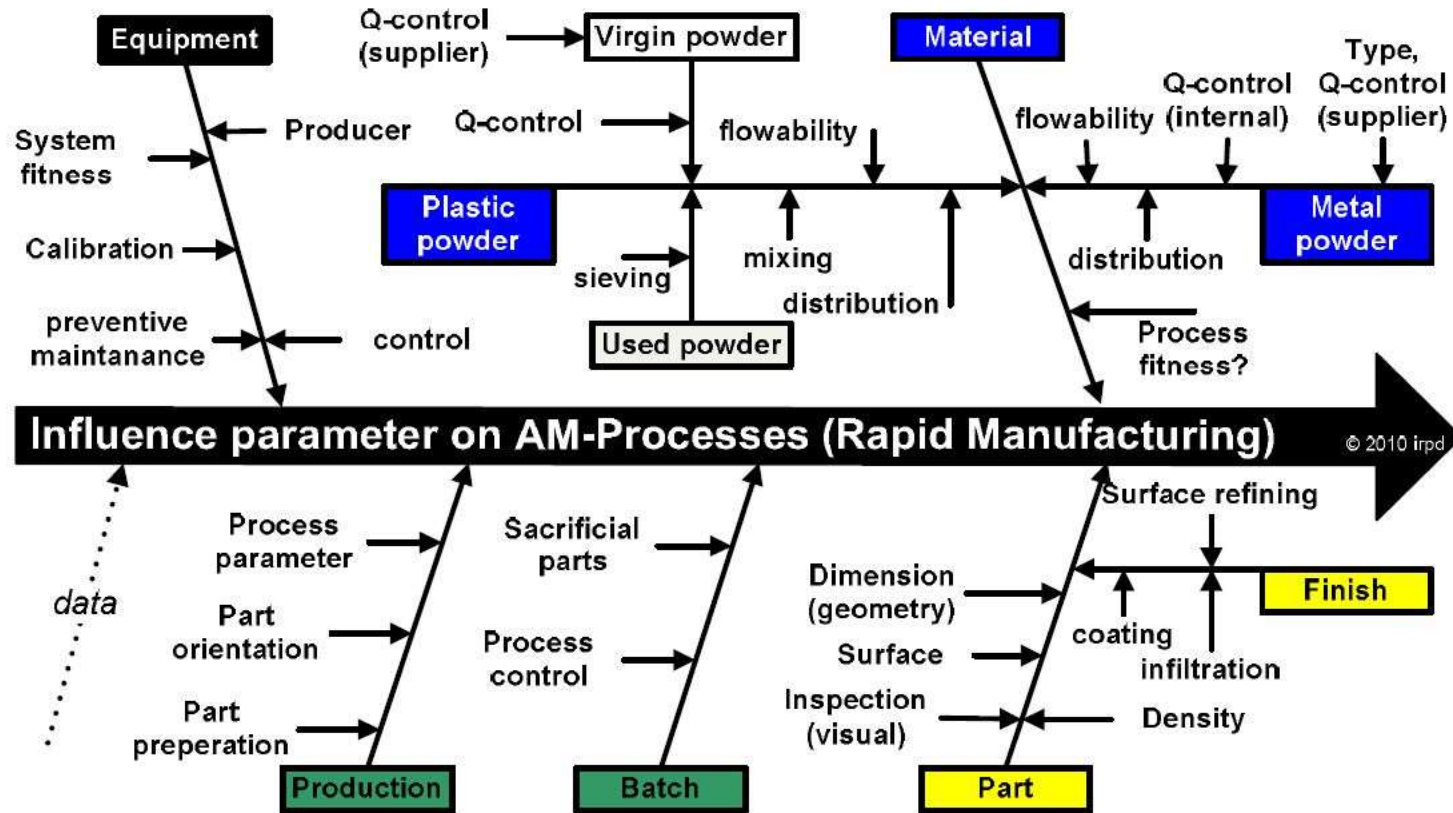 Equipment
Q-control
(supplier)
Virgin powder
Material
Type,
Q-control
(supplier)
Q-control
(internal)
flowability
System
fitness
Producer
Q-control
flowability
Plastic
powder
Metal
powder
Calibration
sieving
mixing
distribution
distribution
preventive
maintanance
control
Used powder
Process
fitness?
Influence parameter on AM-Processes (Rapid Manufacturing)
© 2010 irpd
data
Process
parameter
Part
orientation
Part
preperation
Production
Sacrificial
parts
Process
control
Batch
Surface refining
Dimension
(geometry)
Finish
coating
infiltration
Surface
Inspection
(visual)
Density
Part